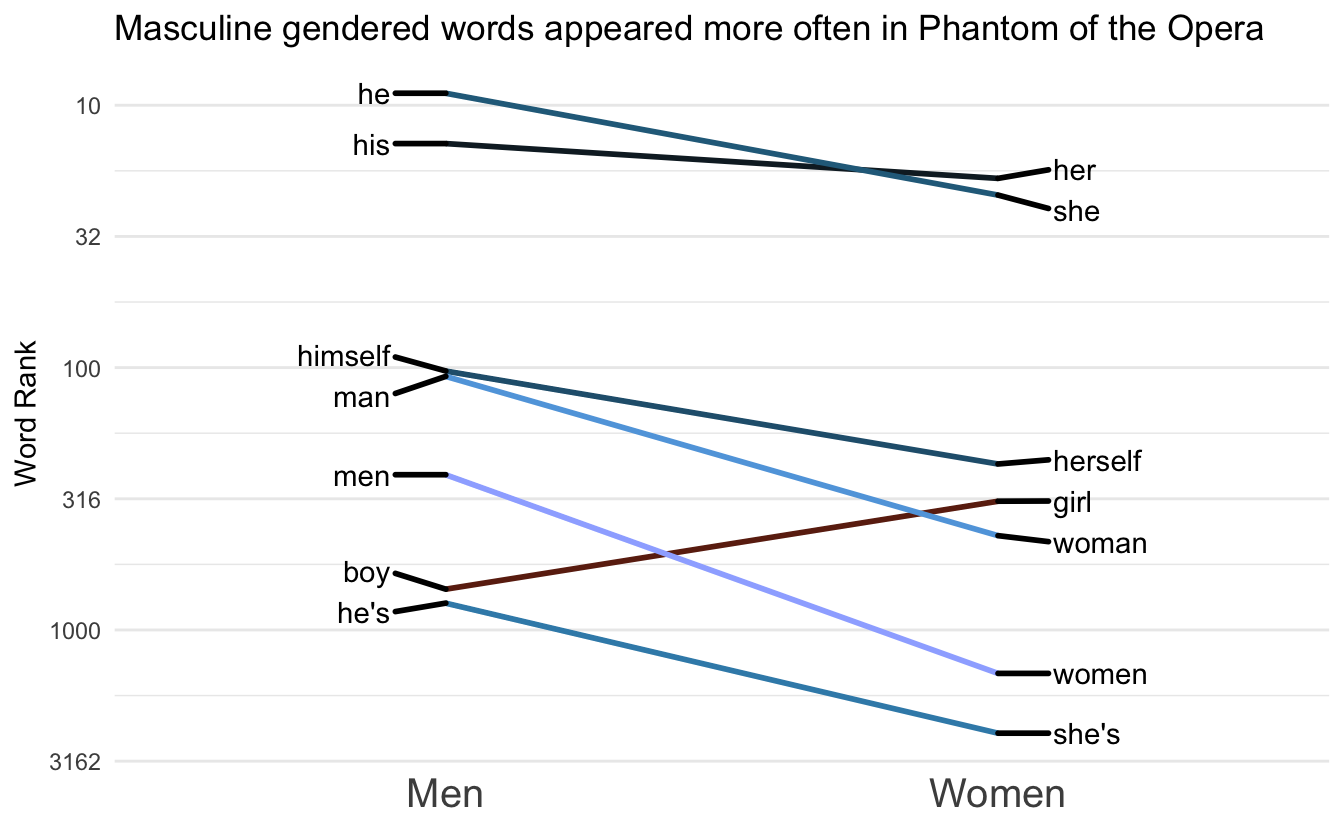 Masculine gendered words appeared more often in Phantom of the Opera
he
10
his
her
she
32
himself
100
man
Word Rank
herself
men
316
girl
woman
boy
he's
1000
women
she's
3162
Men Women